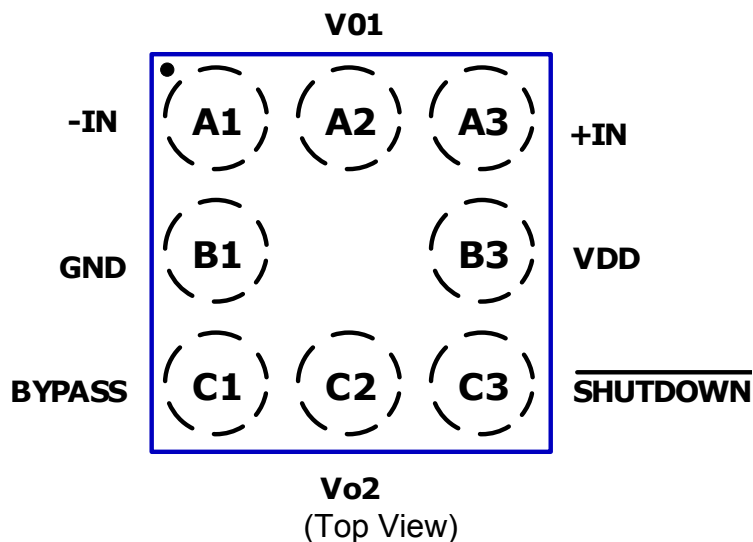 V01
-IN A1 A2 A3 +IN
GND B1 B3 VDD
BYPASS C1 C2 C3 SHUTDOWN
Vo2
(Top View)